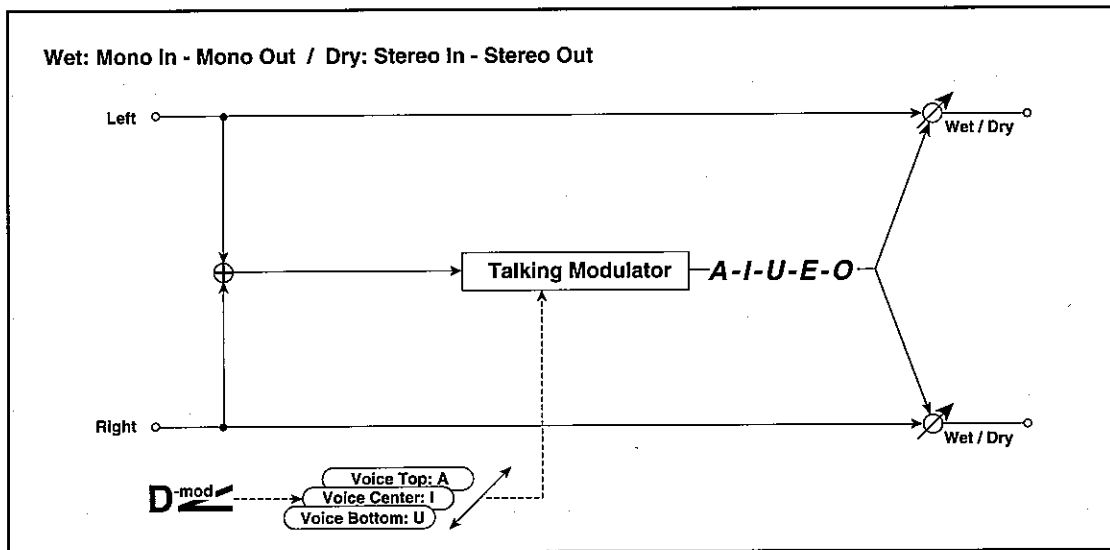 Wet: Mono In - Mono Out / Dry: Stereo In - Stereo Out
Left
Wet / Dry
Talking Modulator
A-I-U-E-O
Right
Wet / Dry
Voice Top: A
D-mod
Voice Center: I
Voice Bottom: U